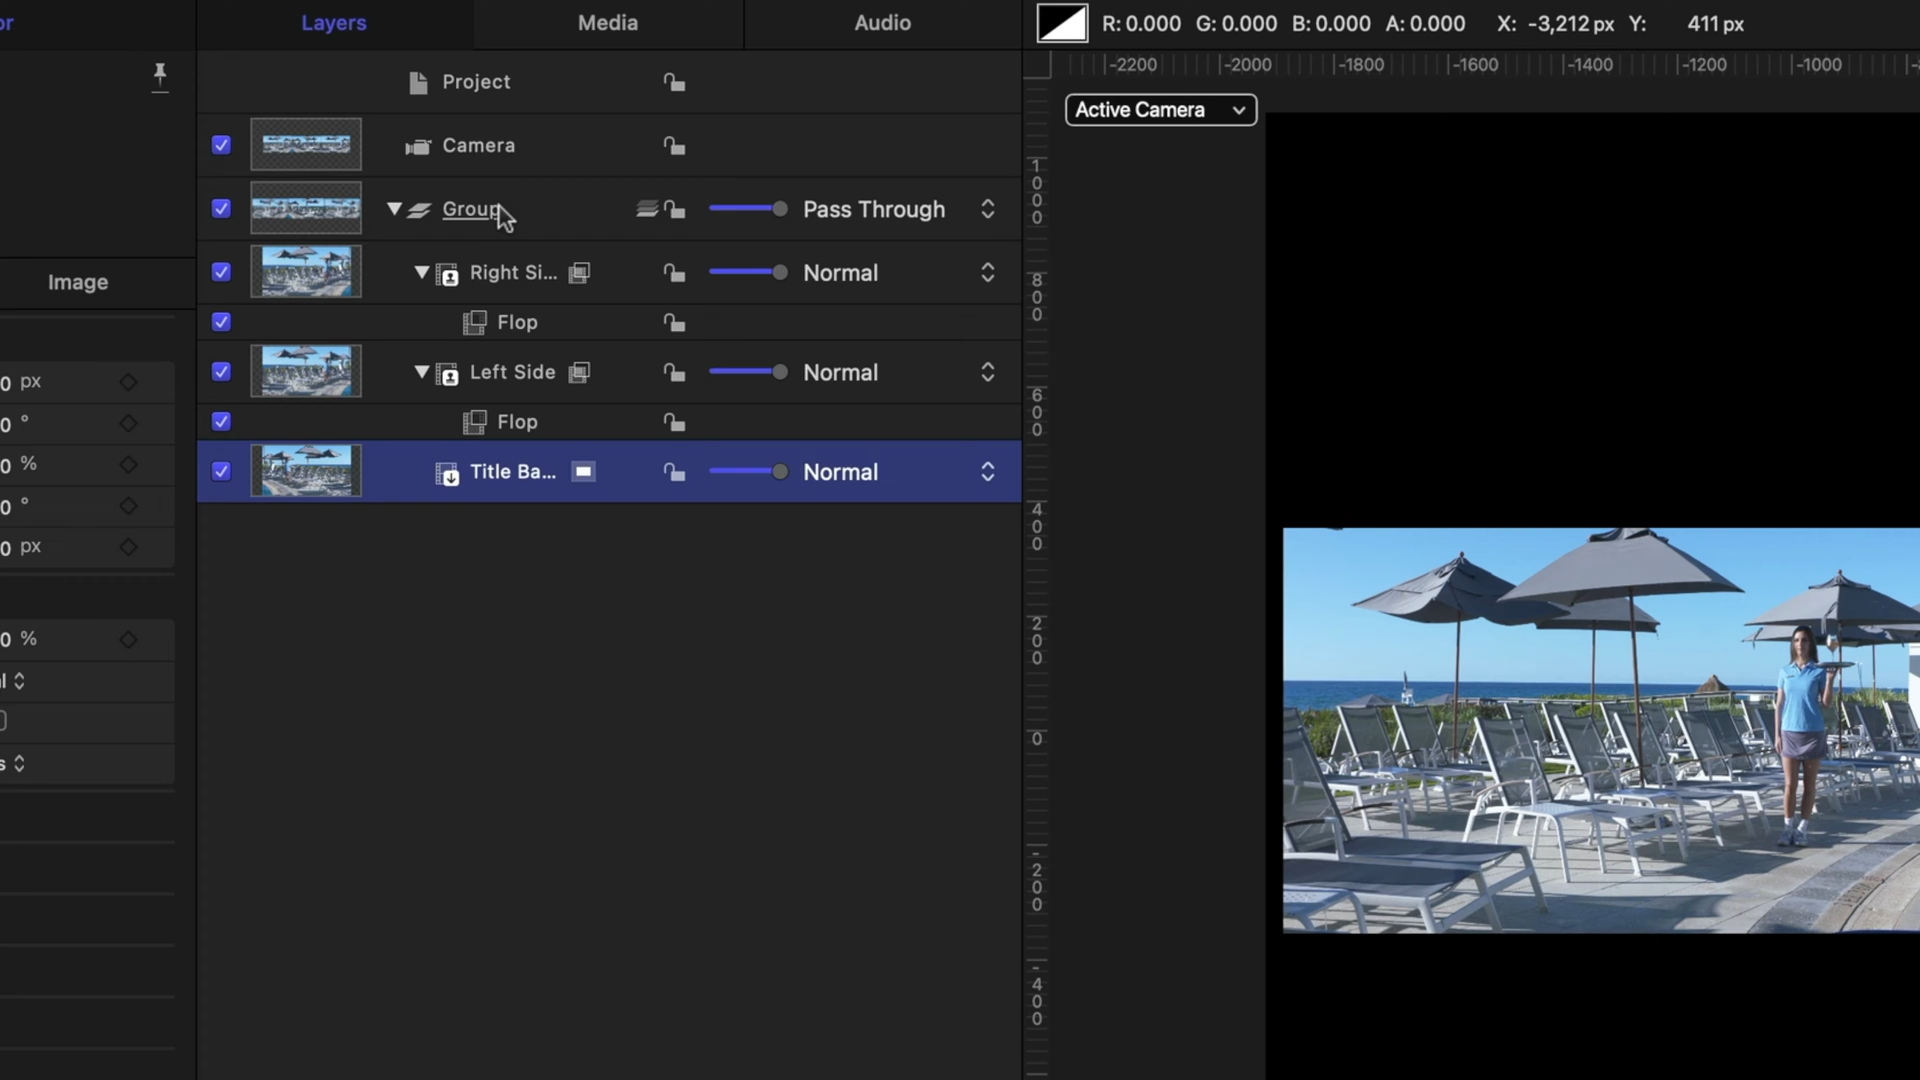 or
Layers
Media
Audio
R: 0.000 G: 0.000 B: 0.000 A: 0.000 X: -3,212 px Y: 411 px
-2200 -2000 -1800 -1600 -1400 -1200 -1000
Project
Active Camera
Camera
Group
Pass Through
Image
Right Si...
Normal
Flop
0 px
Left Side
Normal
0 °
Flop
0 %
Title Ba...
Normal
0 °
0 px
0 %
l
s
1000
800
600
400
200
0
-200
-400